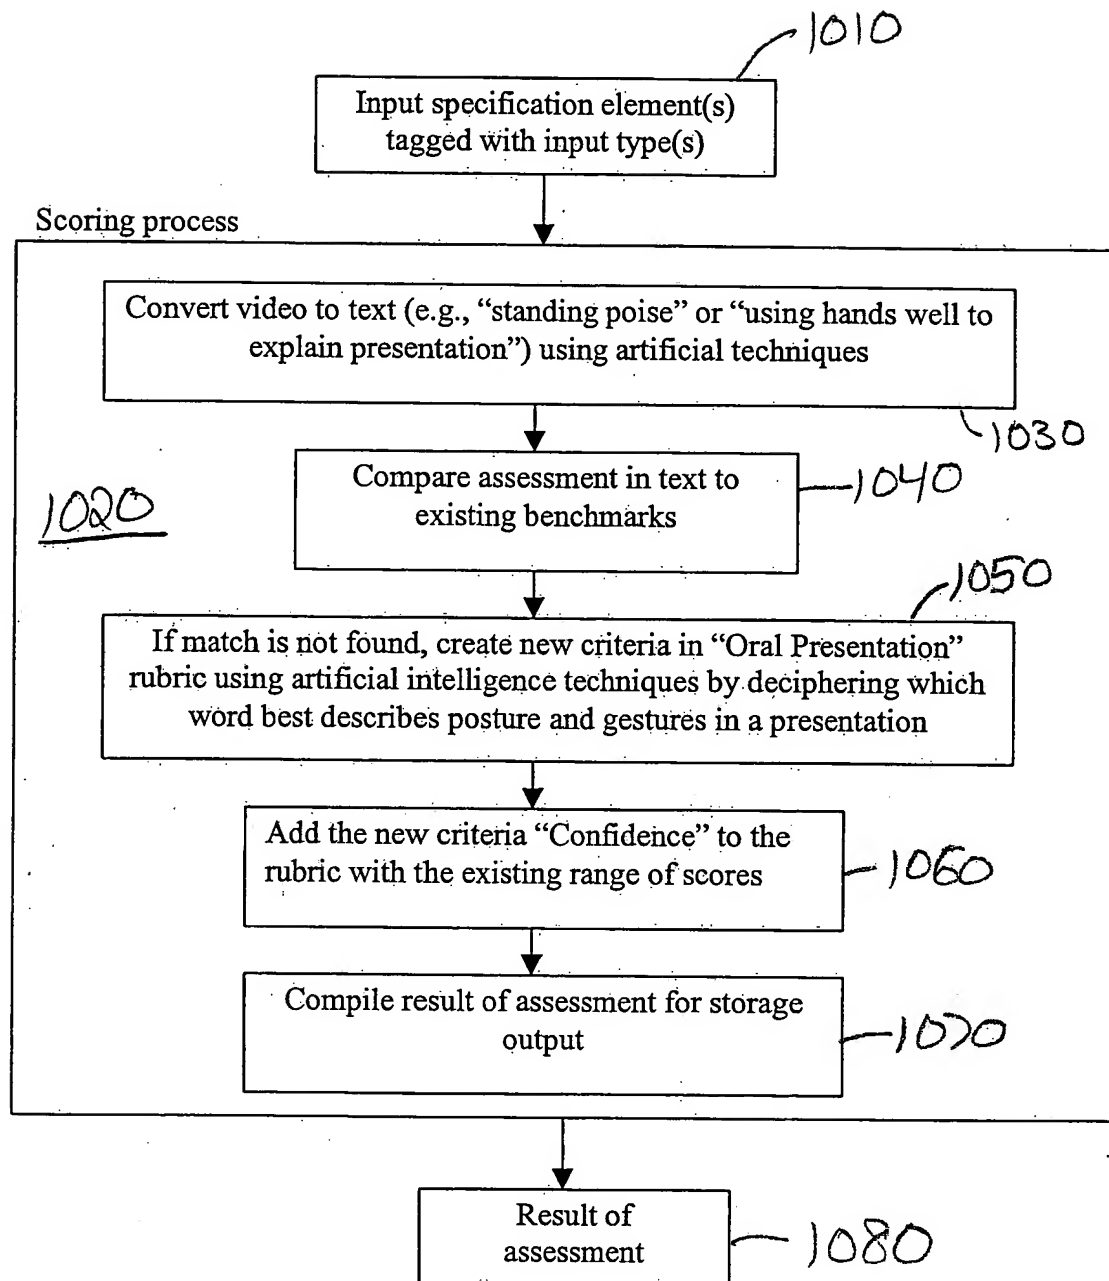 1010
Input specification element(s)
tagged with input type(s)
Scoring process
Convert video to text (e.g., “standing poise” or “using hands well to
explain presentation”) using artificial techniques
1030
Compare assessment in text to
existing benchmarks
1040
1020
1050
If match is not found, create new criteria in “Oral Presentation”
rubric using artificial intelligence techniques by deciphering which
word best describes posture and gestures in a presentation
Add the new criteria “Confidence” to the
rubric with the existing range of scores
1060
Compile result of assessment for storage
output
1070
Result of
assessment
1080